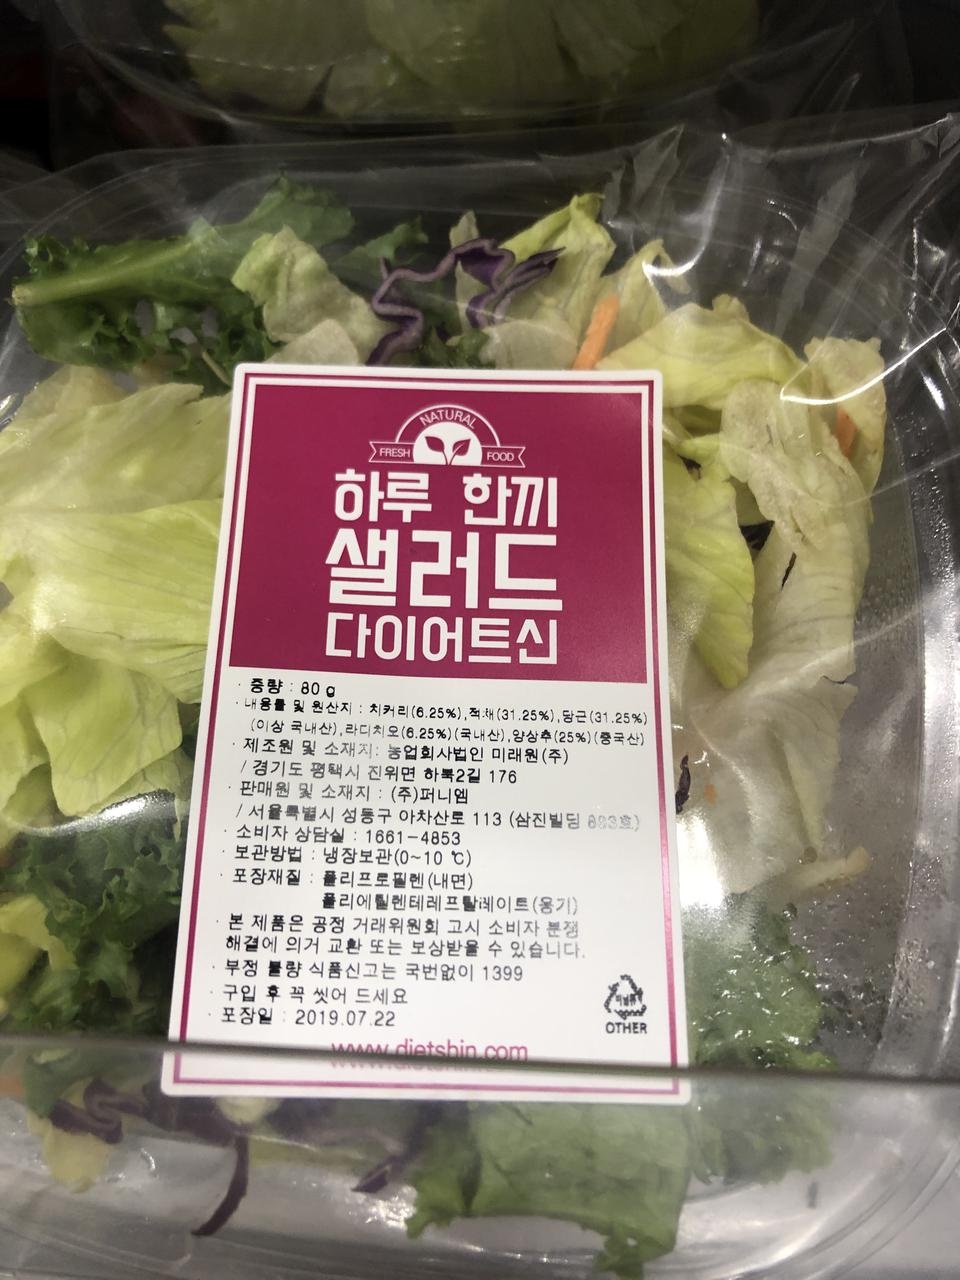 NATURAL
FRESH FOOD
하루 한끼
샐러드
다이어트신
· 중량 : 80 g
· 내용물 및 원산지 : 치커리(6.25%),적채(31.25%),당근(31.25%)
(이상 국내산),라디치오(6.25%)(국내산),양상추(25%)(중국산)
· 제조원 및 소재지: 농업회사법인 미래원(주)
/ 경기도 평택시 진위면 하북2길 176
· 판매원 및 소재지 : (주)퍼니엠
/ 서울특별시 성동구 아차산로 113 (삼진빌딩
· 소비자 상담실 : 1661-4853
· 보관방법 : 냉장보관(0~10 ℃)
· 포장재질 : 폴리프로필렌(내면)
폴리에틸렌테레프탈레이트(용기)
· 본 제품은 공정 거래위원회 고시 소비자 분쟁
해결에 의거 교환 또는 보상받을 수 있습니다.
· 부정 불량 식품신고는 국번없이 1399
· 구입 후 꼭 씻어 드세요
· 포장일 : 2019.07.22
OTHER
www.dietshin.com